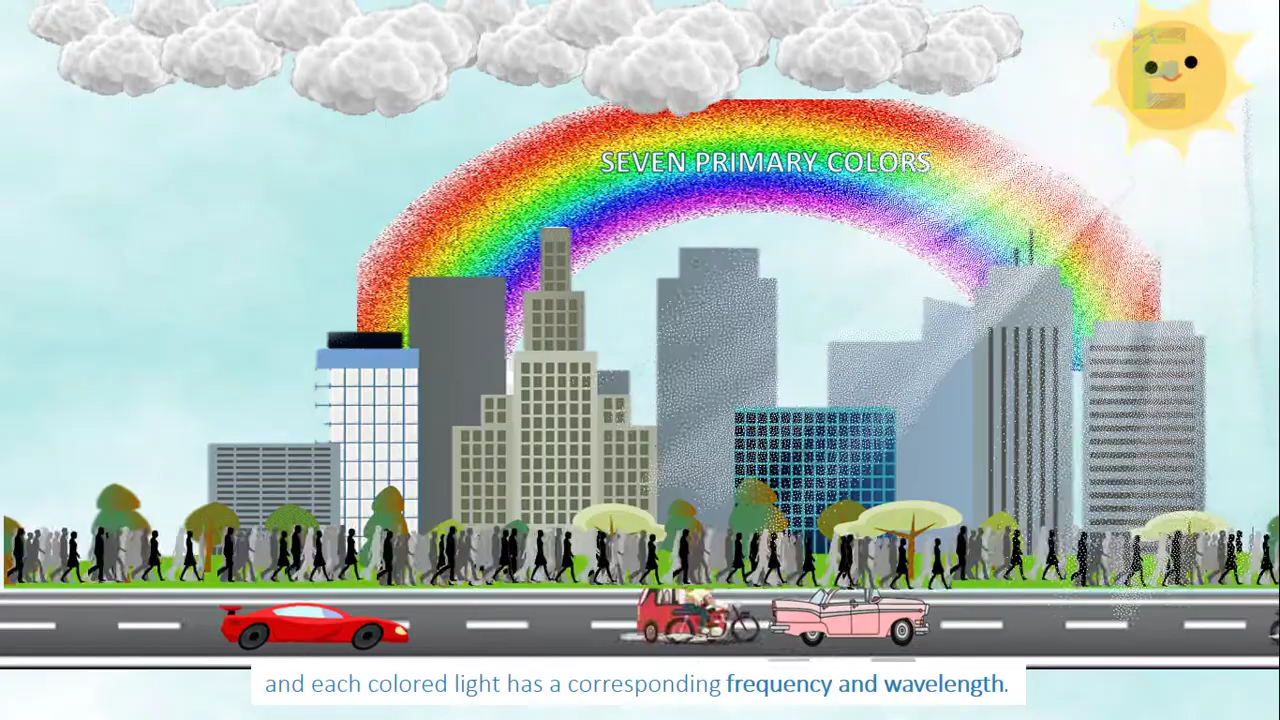 E
SEVEN PRIMARY COLORS
and each colored light has a corresponding frequency and wavelength.